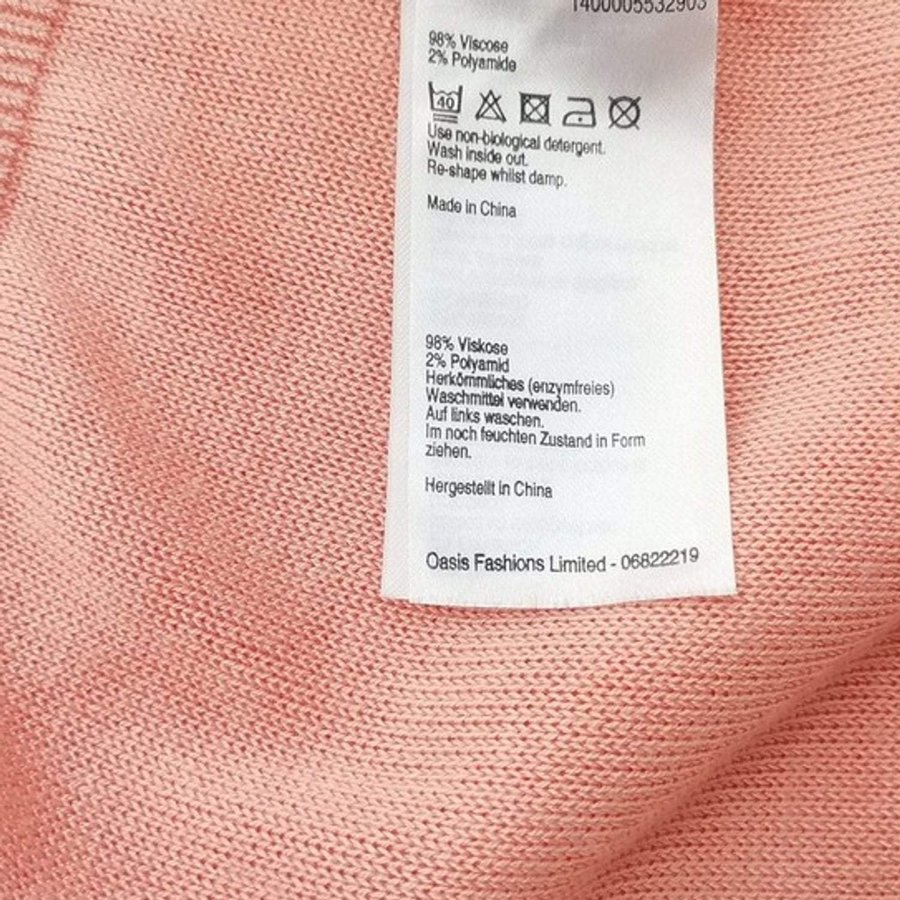 1400005532903
98% Viscose
2% Polyamide
40
Use non-biological detergent.
Wash inside out.
Re-shape whilst damp.
Made in China
98% Viskose
2% Polyamid
Herkömmliches (enzymfreies)
Waschmittel verwenden.
Auf links waschen.
Im noch feuchten Zustand in Form
ziehen.
Hergestellt in China
Oasis Fashions Limited - 06822219